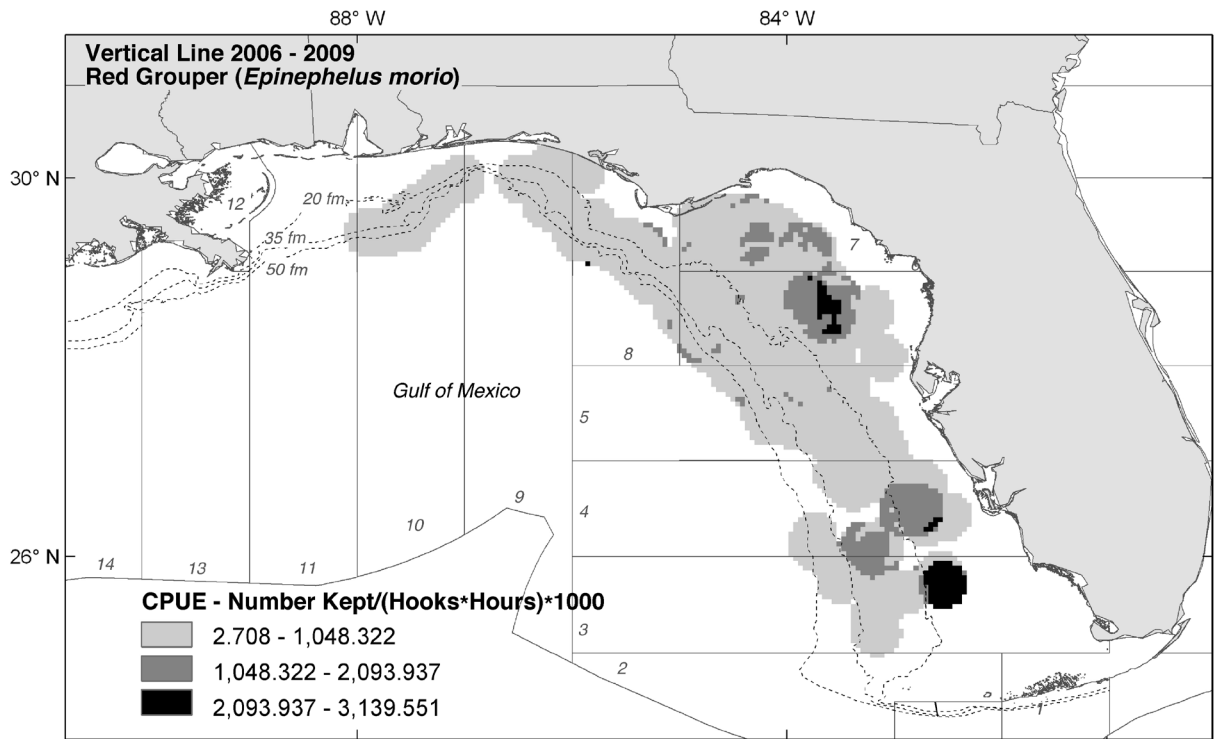 88° W
84° W
Vertical Line 2006 - 2009
Red Grouper (Epinephelus morio)
30° N
12
20 fm
35 fm
50 fm
7
8
Gulf of Mexico
5
4
9
10
26° N
14
13
11
3
2
1
CPUE - Number Kept/(Hooks*Hours)*1000
2.708 - 1,048.322
1,048.322 - 2,093.937
2,093.937 - 3,139.551